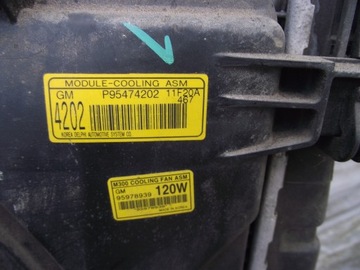 MODULE-COOLING ASM
GM P95474202 11F20A
4202 467
KOREA DELPHI AUTOMOTIVE SYSTEM CO.
M300 COOLING FAN ASM
GM 120W
95978939